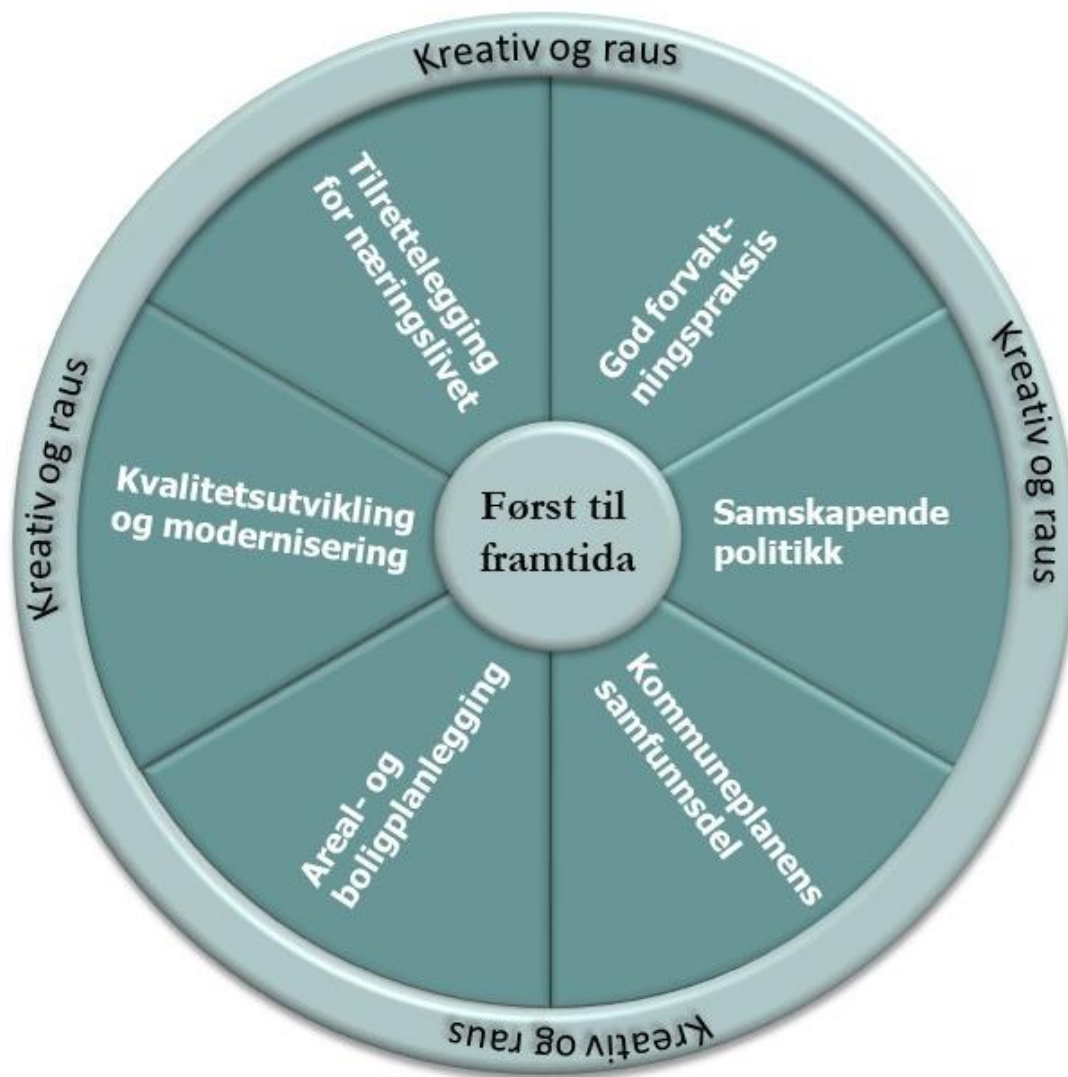 Kreativ og raus
Tilrettelegging
for næringslivet
God forvalt-
ningspraksis
Kreativ og raus
Kreativ og raus
Kvalitetsutvikling
og modernisering
Først til
framtida
Samskapende
politikk
Areal- og
boligplanlegging
Kommuneplanens
samfunnsdel
Kreativ og raus